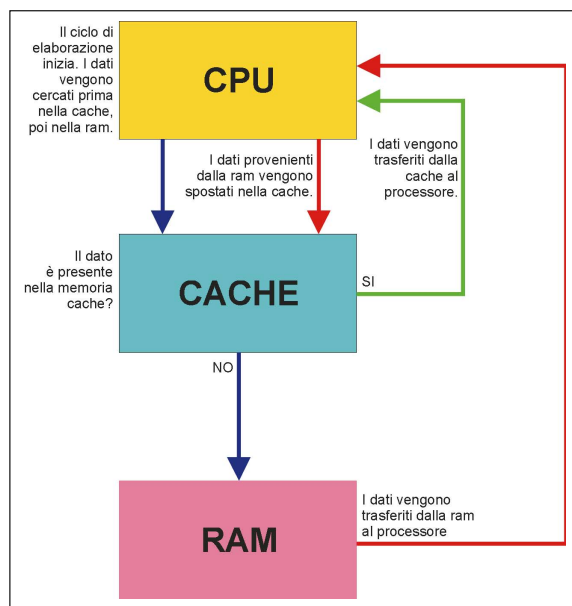 Il ciclo di
elaborazione
inizia. I dati
vengono
cercati prima
nella cache,
poi nella ram.
CPU
I dati provenienti
dalla ram vengono
spostati nella cache.
I dati vengono
trasferiti dalla
cache al
processore.
Il dato
è presente
nella memoria
cache?
CACHE
SI
NO
RAM
I dati vengono
trasferiti dalla ram
al processore